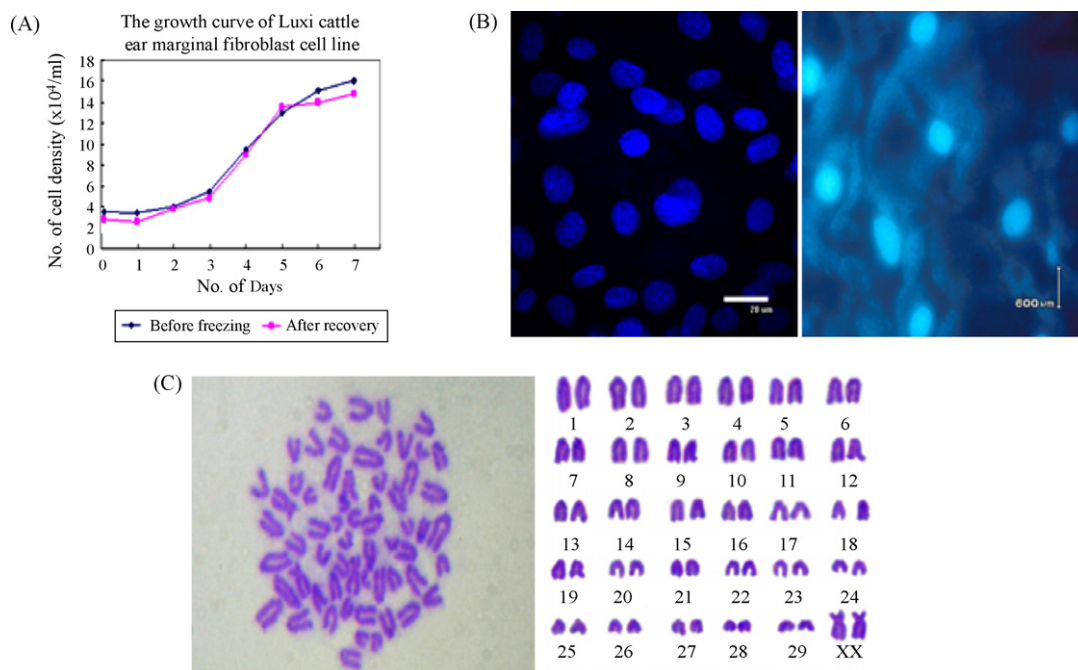 (A)
The growth curve of Luxi cattle
ear marginal fibroblast cell line
No. of cell density (x10⁴/ml)
18
16
14
12
10
8
6
4
2
0
0 1 2 3 4 5 6 7
No. of Days
Before freezing After recovery
(B)
20 um
600 µm
(C)
1 2 3 4 5 6
7 8 9 10 11 12
13 14 15 16 17 18
19 20 21 22 23 24
25 26 27 28 29 XX